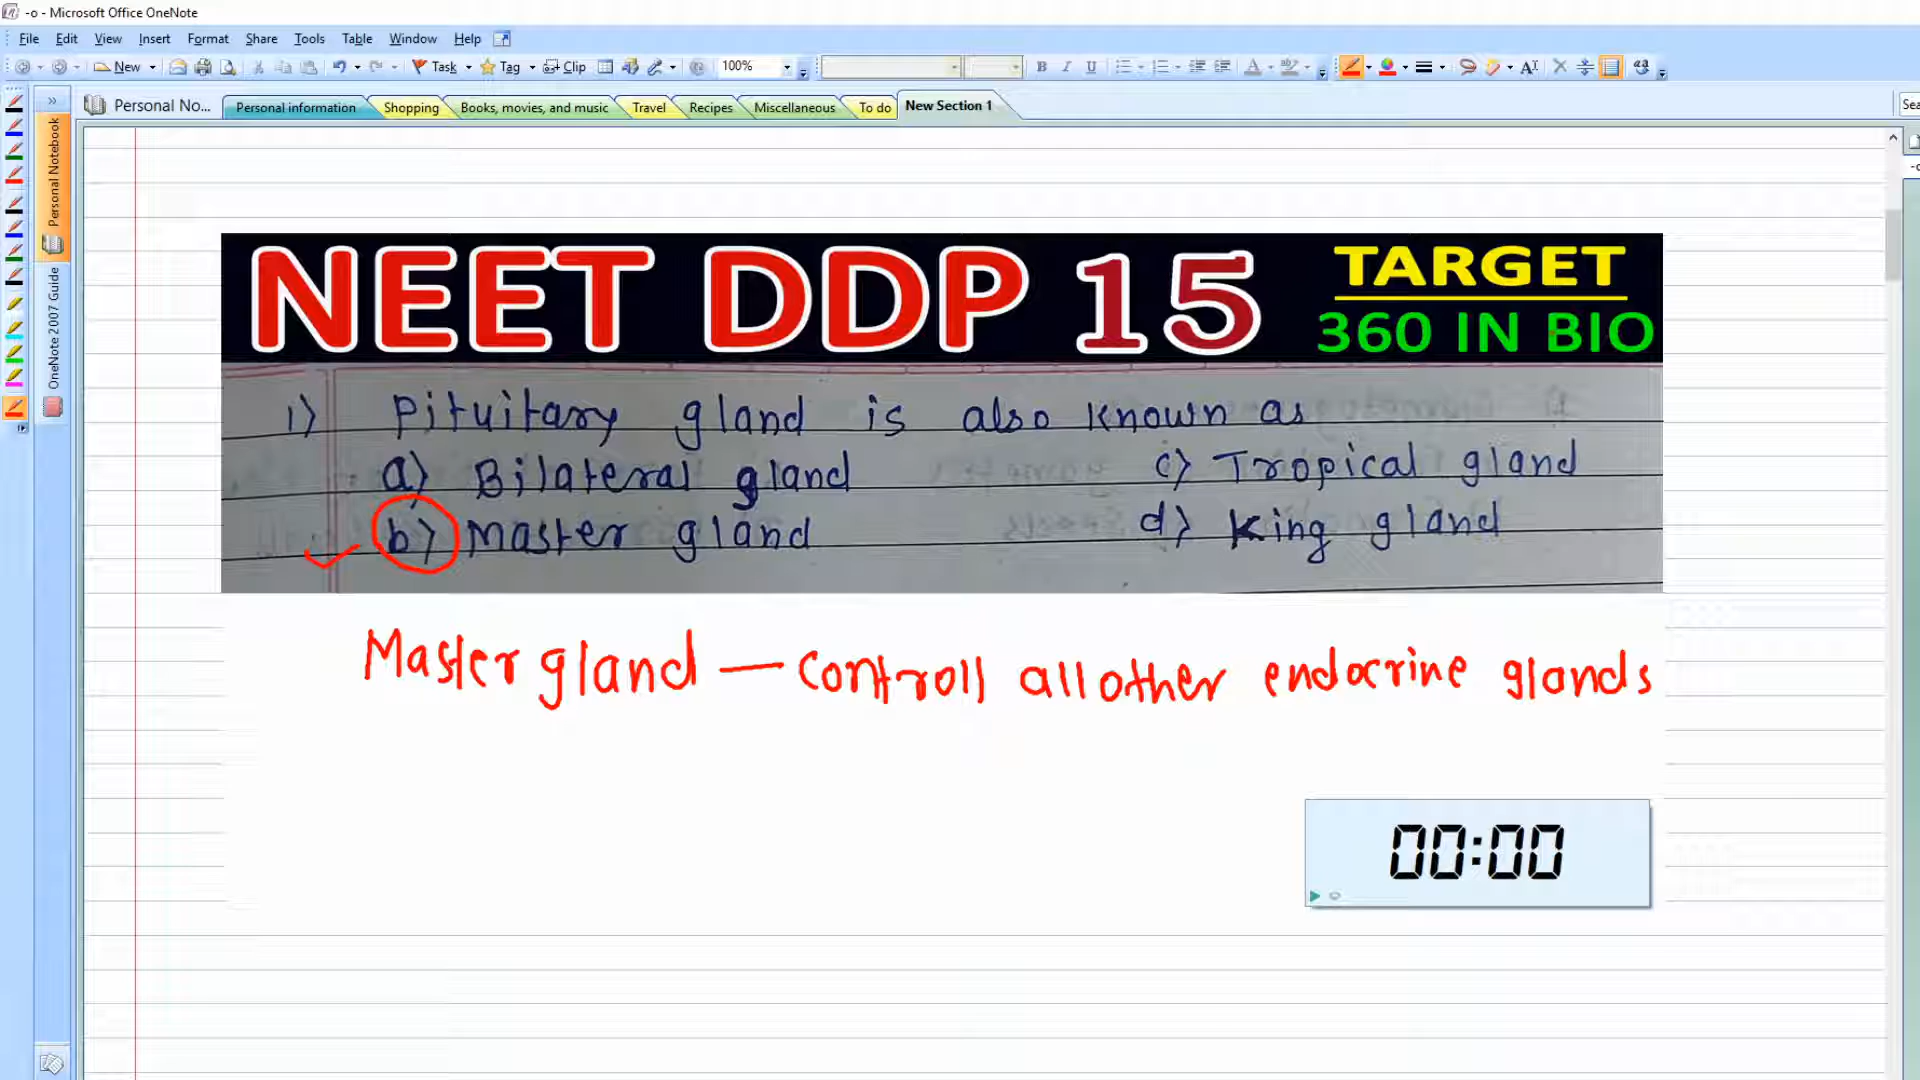 -o - Microsoft Office OneNote
File Edit View Insert Format Share Tools Table Window Help
New Task Tag Clip 100% B I U
Personal No... Personal information Shopping Books, movies, and music Travel Recipes Miscellaneous To do New Section 1 Sea
Personal Notebook
OneNote 2007 Guide
NEET DDP 15
TARGET
360 IN BIO
1) Pituitary gland is also known as
a) Bilateral gland c) Tropical gland
b) Master gland d) King gland
Master gland — controll all other endocrine glands
00:00